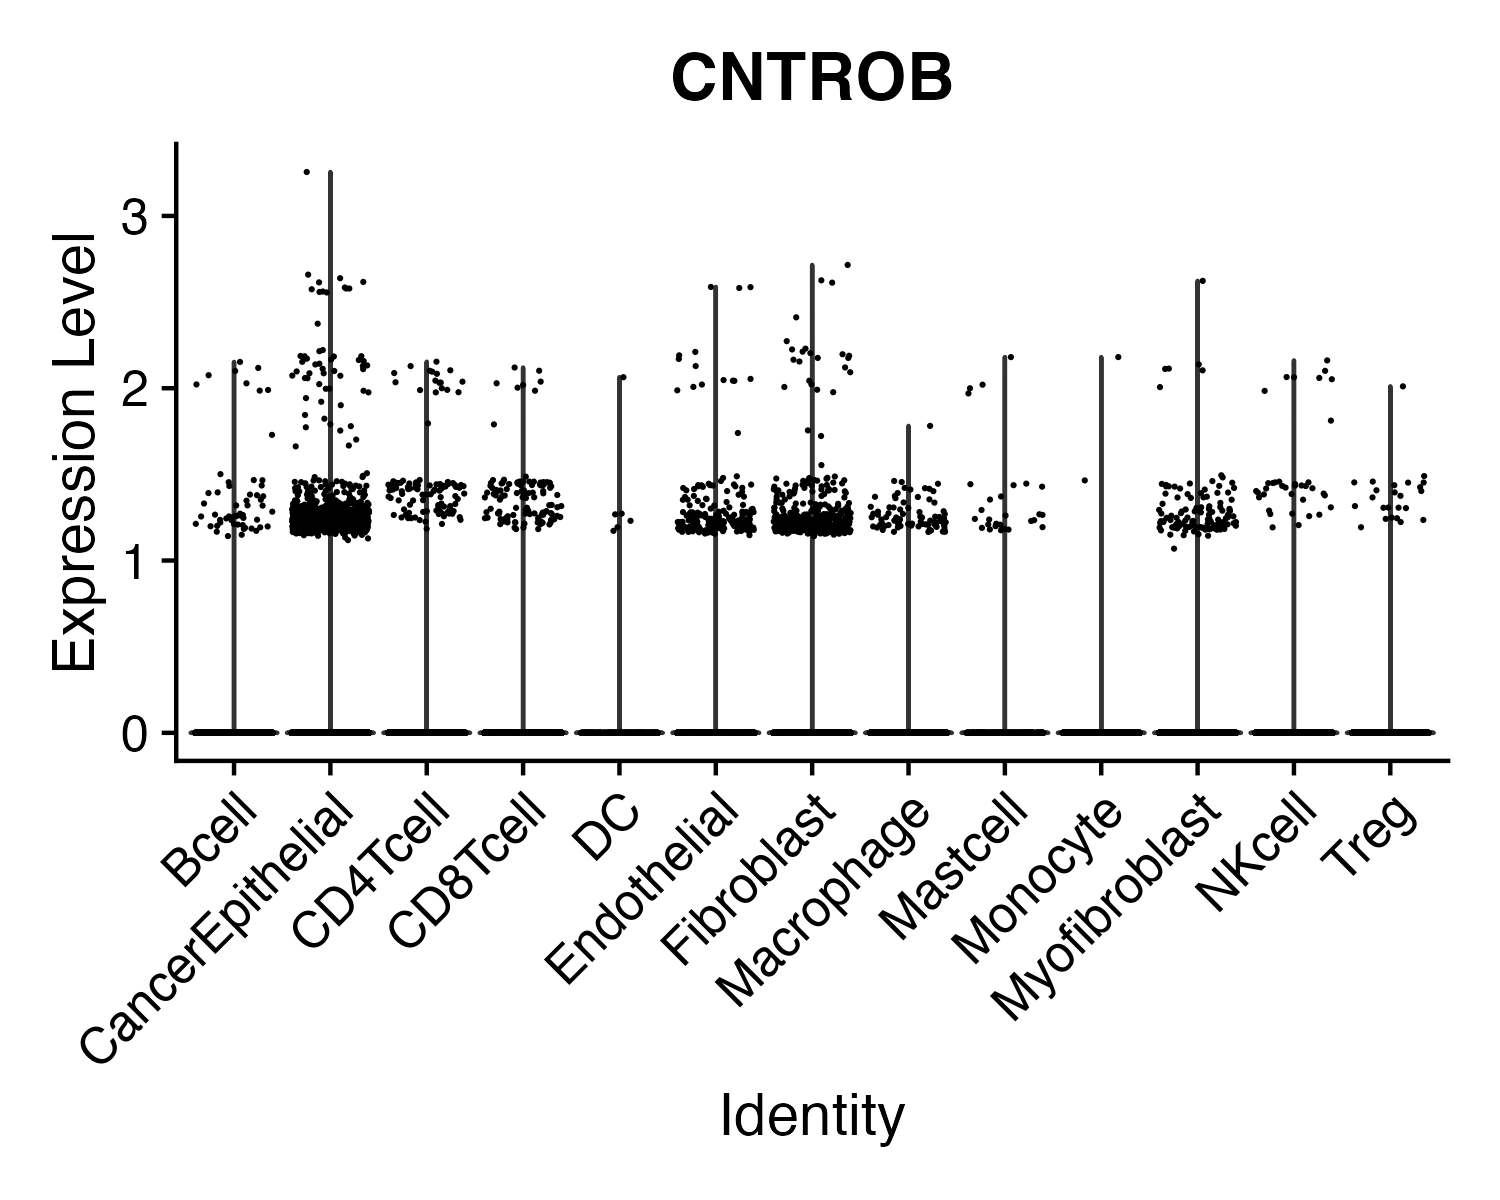 CNTROB
Expression Level
3
2
1
0
Bcell
CancerEpithelial
CD4Tcell
CD8Tcell
DC
Endothelial
Fibroblast
Macrophage
Mastcell
Monocyte
Myofibroblast
NKcell
Treg
Identity